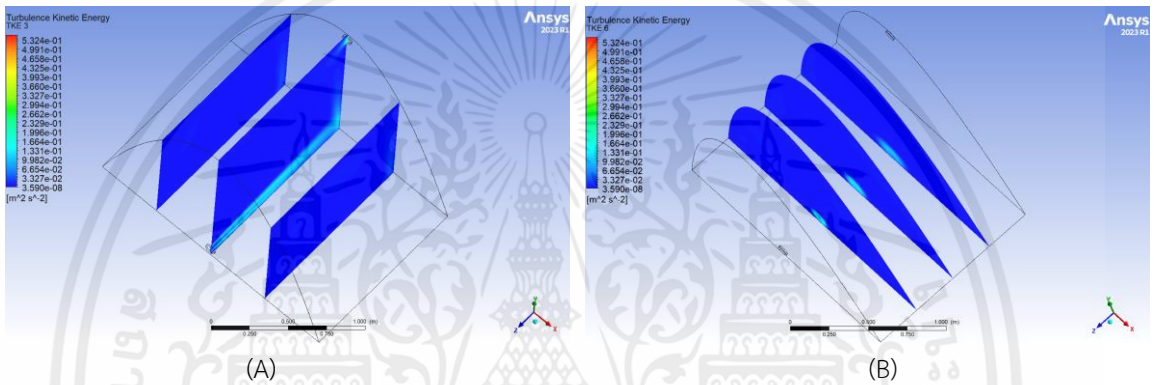 Turbulence Kinetic Energy
TKE 3
5.324e-01
4.991e-01
4.658e-01
4.325e-01
3.993e-01
3.660e-01
3.327e-01
2.994e-01
2.662e-01
2.329e-01
1.996e-01
1.664e-01
1.331e-01
9.982e-02
6.654e-02
3.327e-02
3.590e-08
[m^2 s^-2]
Ansys
2023 R1
0 0.500 1.000 (m)
0.250 0.750
Z Y X
(A)
Turbulence Kinetic Energy
TKE 6
5.324e-01
4.991e-01
4.658e-01
4.325e-01
3.993e-01
3.660e-01
3.327e-01
2.994e-01
2.662e-01
2.329e-01
1.996e-01
1.664e-01
1.331e-01
9.982e-02
6.654e-02
3.327e-02
3.590e-08
[m^2 s^-2]
Ansys
2023 R1
0 0.500 1.000 (m)
0.250 0.750
Z Y X
(B)